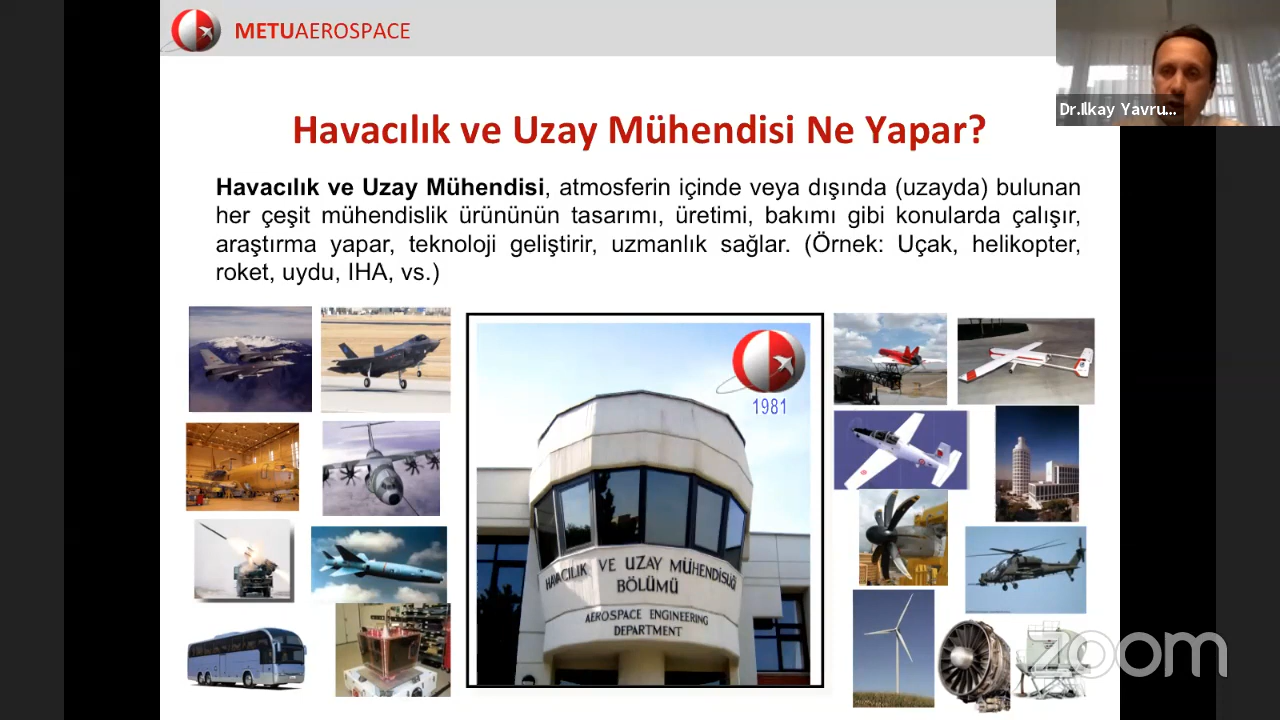 METUAEROSPACE
Dr.Ilkay Yavru...
Havacılık ve Uzay Mühendisi Ne Yapar?
Havacılık ve Uzay Mühendisi, atmosferin içinde veya dışında (uzayda) bulunan
her çeşit mühendislik ürününün tasarımı, üretimi, bakımı gibi konularda çalışır,
araştırma yapar, teknoloji geliştirir, uzmanlık sağlar. (Örnek: Uçak, helikopter,
roket, uydu, IHA, vs.)
1981
HAVACILIK VE UZAY MÜHENDİSLİĞİ
BÖLÜMÜ
AEROSPACE ENGINEERING
DEPARTMENT
zoom